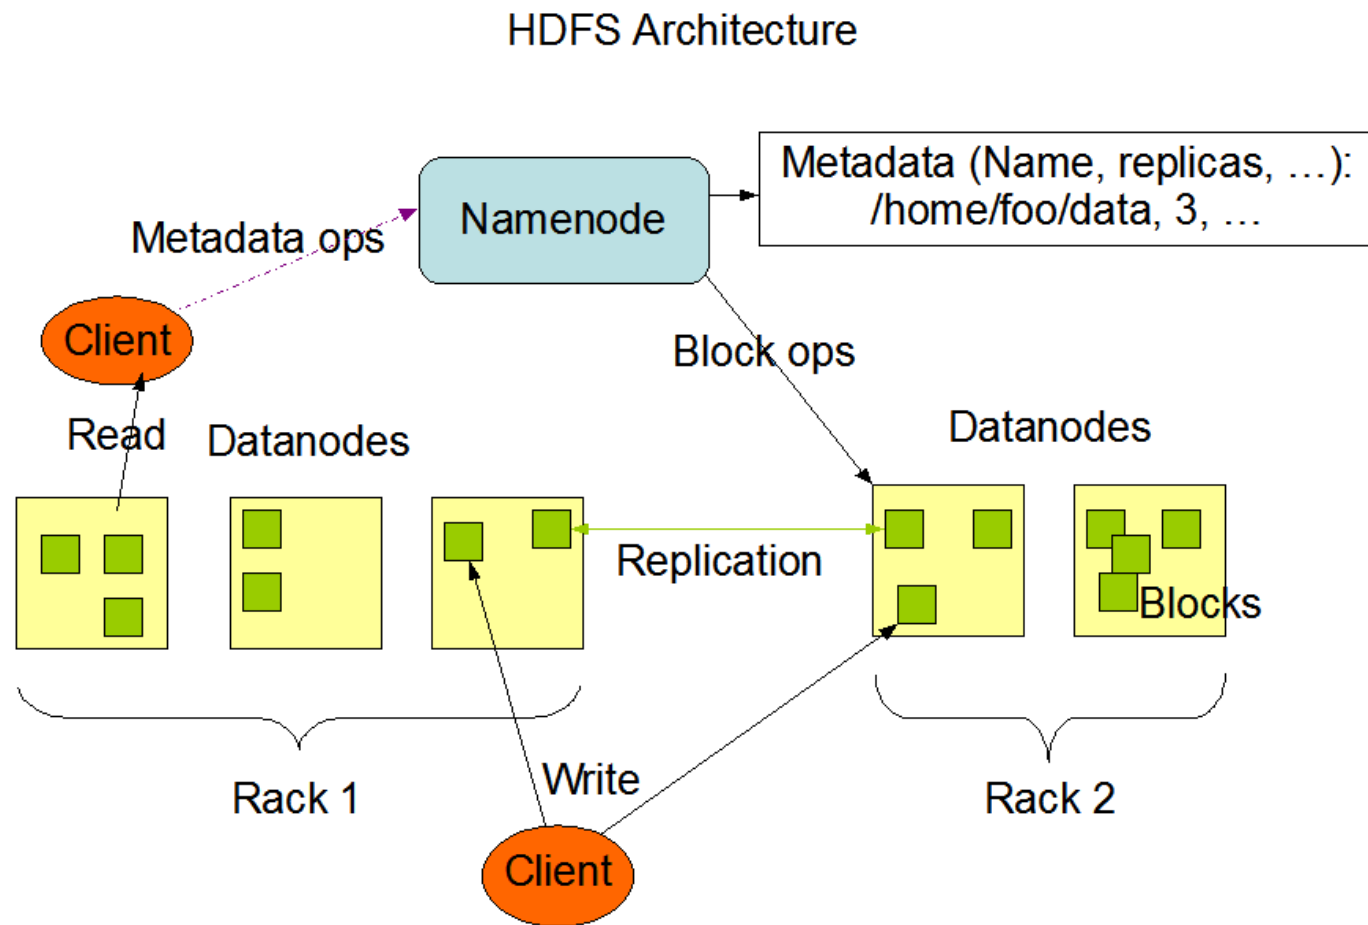 HDFS Architecture
Metadata (Name, replicas, …):
/home/foo/data, 3, …
Namenode
Metadata ops
Client
Block ops
Read
Datanodes
Datanodes
Replication
Blocks
Rack 1
Write
Rack 2
Client